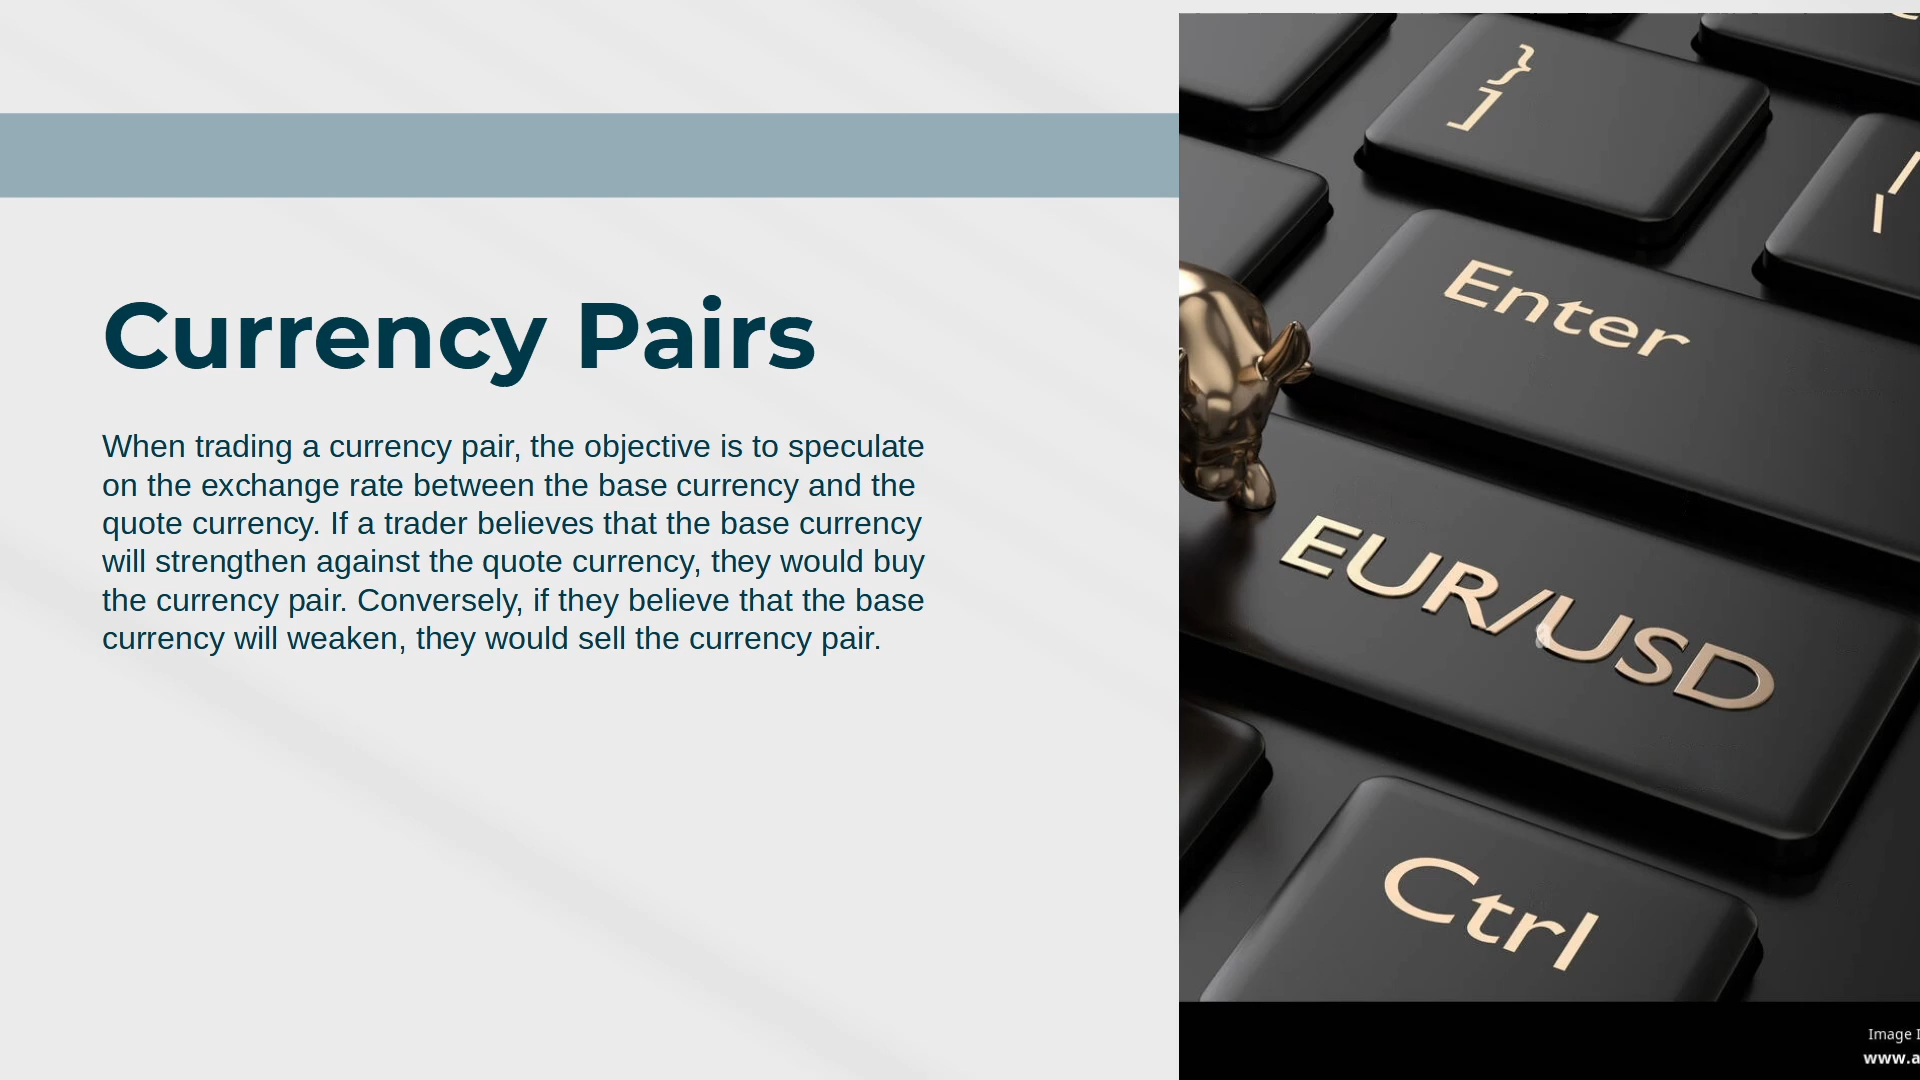 Currency Pairs
When trading a currency pair, the objective is to speculate
on the exchange rate between the base currency and the
quote currency. If a trader believes that the base currency
will strengthen against the quote currency, they would buy
the currency pair. Conversely, if they believe that the base
currency will weaken, they would sell the currency pair.
}
]
|
\
Enter
EUR/USD
Ctrl
Image
www.a